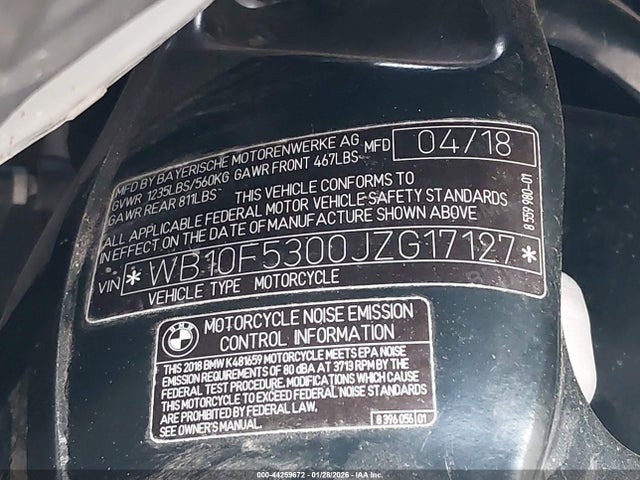 MFD BY BAYERISCHE MOTORENWERKE AG MFD 04/18
GVWR 1235LBS/560KG GAWR FRONT 467LBS
GAWR REAR 811LBS THIS VEHICLE CONFORMS TO
ALL APPLICABLE FEDERAL MOTOR VEHICLE SAFETY STANDARDS
IN EFFECT ON THE DATE OF MANUFACTURE SHOWN ABOVE
VIN * WB10F5300JZG17127 *
VEHICLE TYPE MOTORCYCLE
8 559 980-01
BMW
MOTORCYCLE NOISE EMISSION
CONTROL INFORMATION
THIS 2018 BMW K481659 MOTORCYCLE MEETS EPA NOISE
EMISSION REQUIREMENTS OF 80 dBA AT 3713 RPM BY THE
FEDERAL TEST PROCEDURE. MODIFICATIONS WHICH CAUSE
THIS MOTORCYCLE TO EXCEED FEDERAL NOISE STANDARDS
ARE PROHIBITED BY FEDERAL LAW.
SEE OWNER'S MANUAL.
8 396 056 01
000-44259672 - 01/28/2026 - IAA Inc.